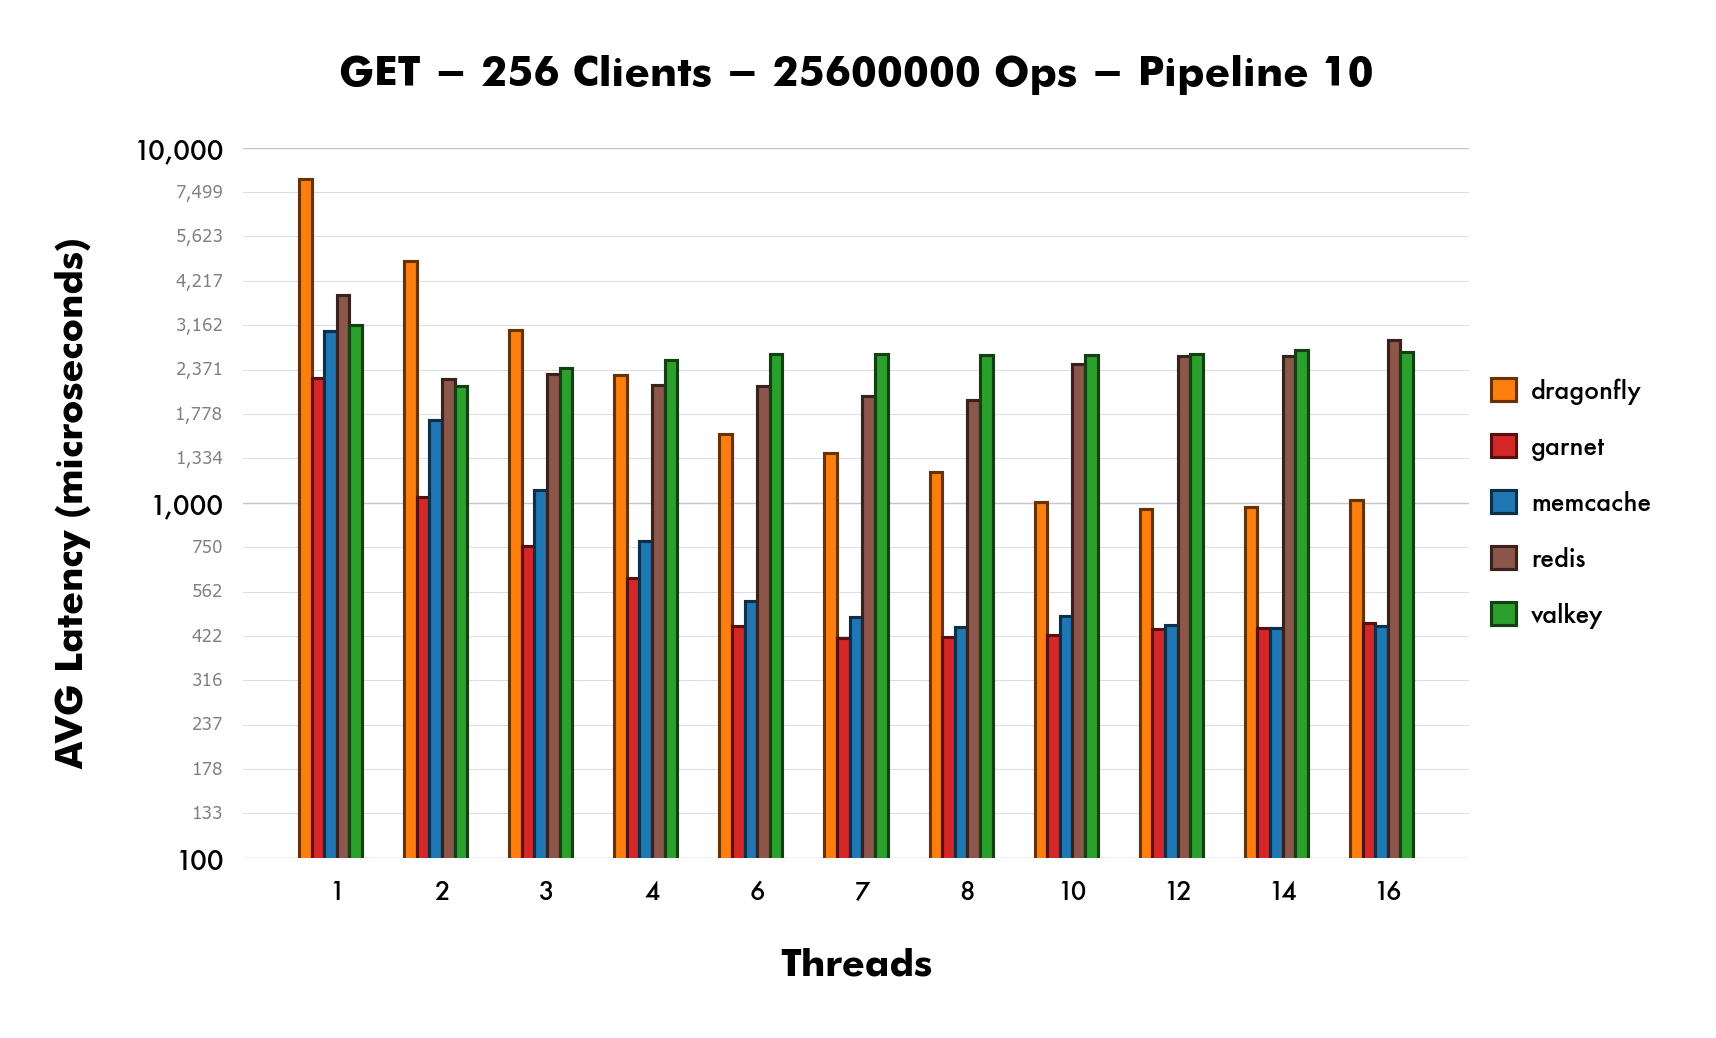 GET – 256 Clients – 25600000 Ops – Pipeline 10
AVG Latency (microseconds)
10,000
7,499
5,623
4,217
3,162
2,371
1,778
1,334
1,000
750
562
422
316
237
178
133
100
1 2 3 4 6 7 8 10 12 14 16
Threads
dragonfly
garnet
memcache
redis
valkey